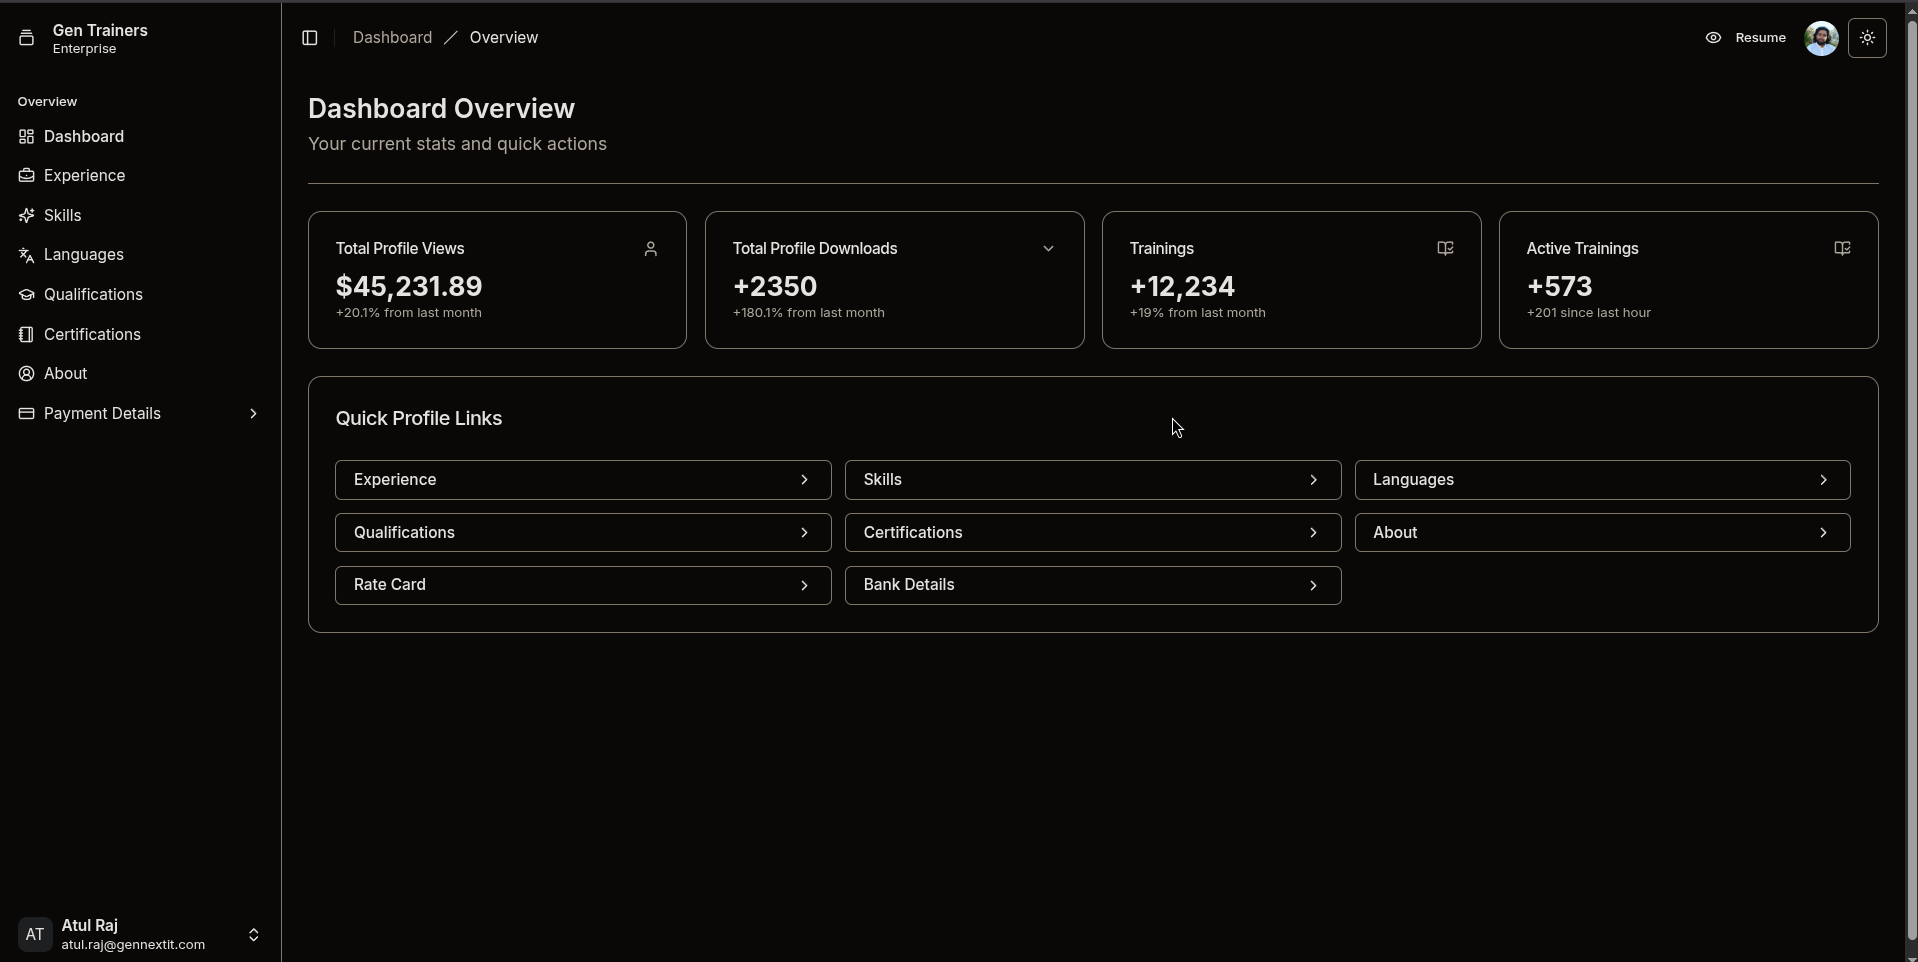 Gen Trainers
Enterprise
Overview
Dashboard
Experience
Skills
Languages
Qualifications
Certifications
About
Payment Details
AT
Atul Raj
atul.raj@gennextit.com
Dashboard / Overview
Resume
Dashboard Overview
Your current stats and quick actions
Total Profile Views
$45,231.89
+20.1% from last month
Total Profile Downloads
+2350
+180.1% from last month
Trainings
+12,234
+19% from last month
Active Trainings
+573
+201 since last hour
Quick Profile Links
Experience
Skills
Languages
Qualifications
Certifications
About
Rate Card
Bank Details